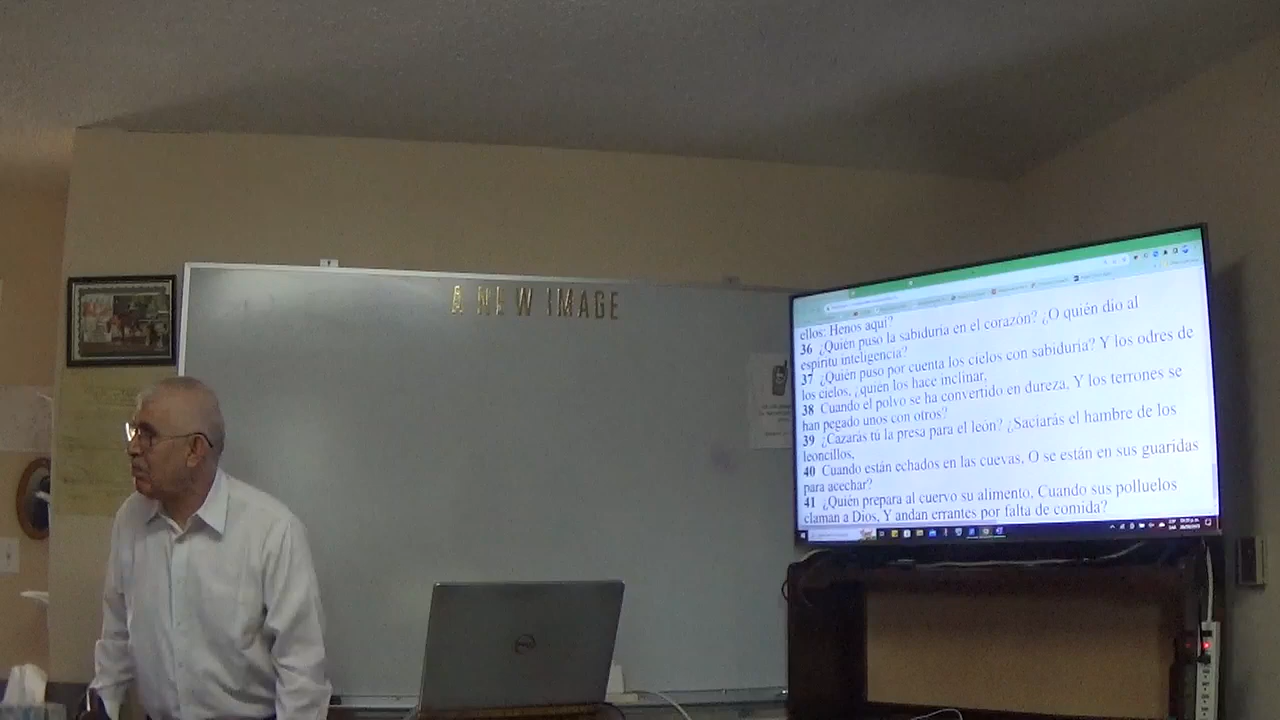 A NEW IMAGE
ellos: Henos aquí?
36 ¿Quién puso la sabiduría en el corazón? ¿O quién dio al
espíritu inteligencia?
37 ¿Quién puso por cuenta los cielos con sabiduría? Y los odres de
los cielos, ¿quién los hace inclinar,
38 Cuando el polvo se ha convertido en dureza, Y los terrones se
han pegado unos con otros?
39 ¿Cazarás tú la presa para el león? ¿Saciarás el hambre de los
leoncillos,
40 Cuando están echados en las cuevas, O se están en sus guaridas
para acechar?
41 ¿Quién prepara al cuervo su alimento, Cuando sus polluelos
claman a Dios, Y andan errantes por falta de comida?
DELL